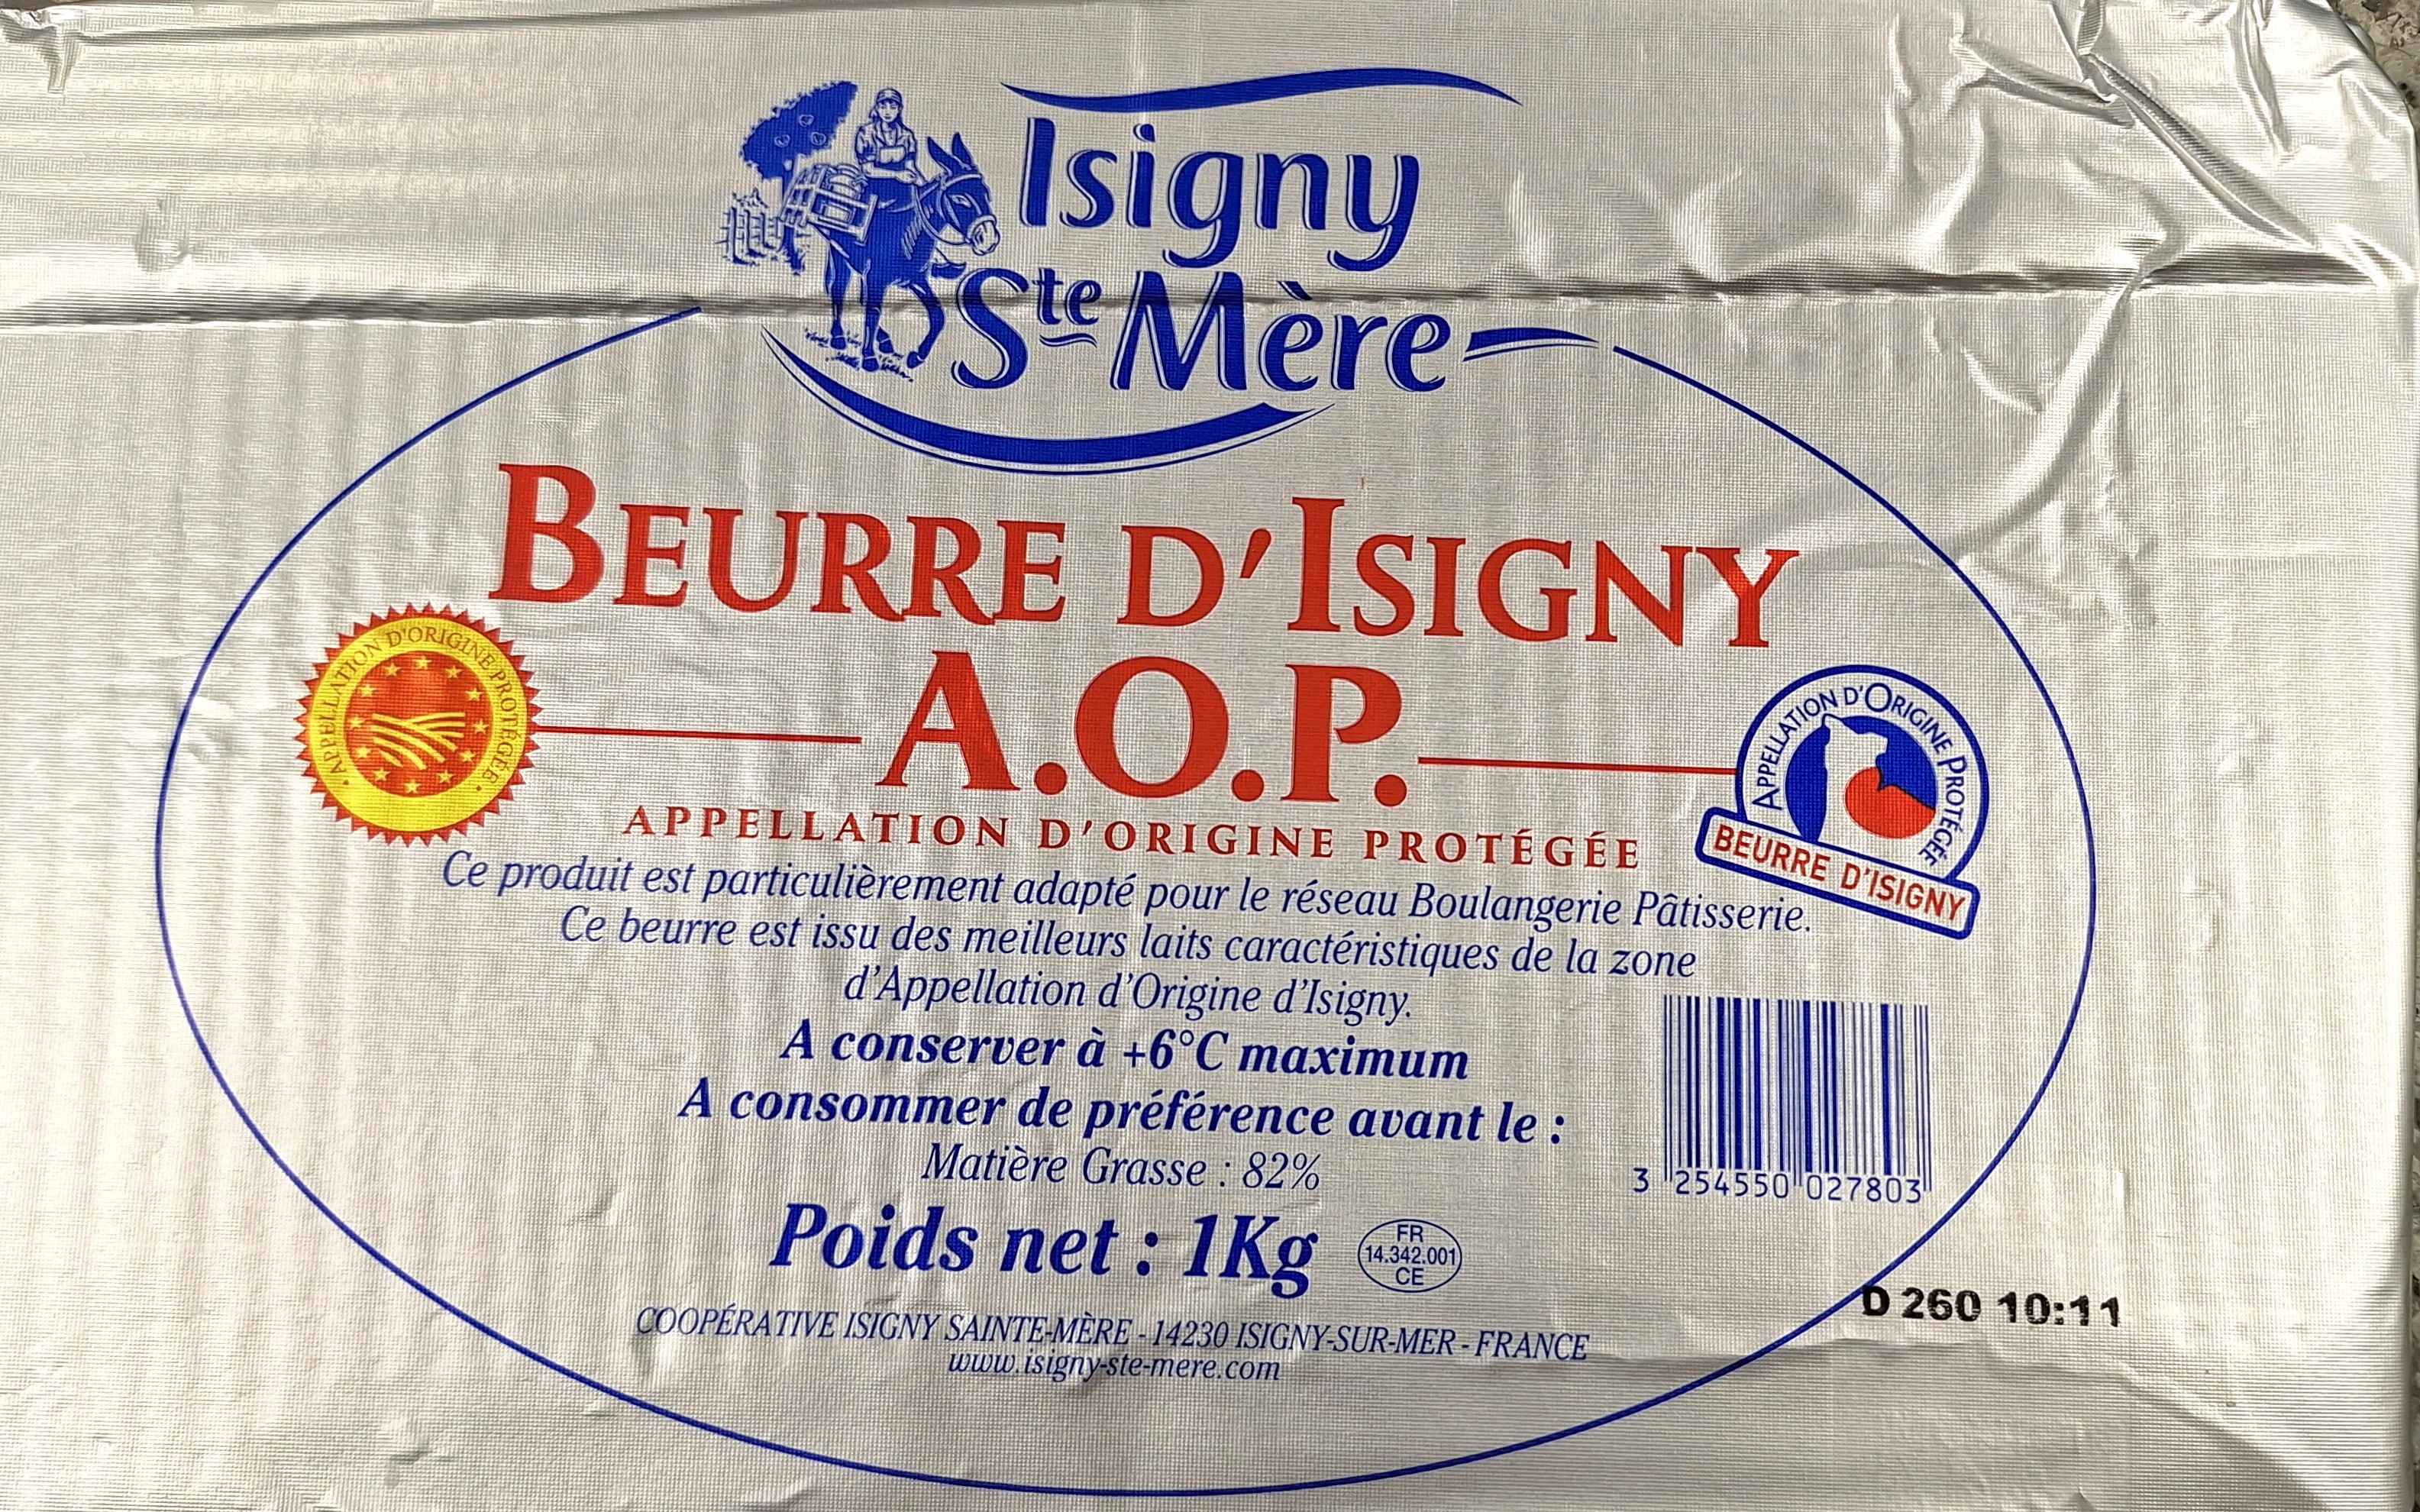 Isigny
Ste Mère
BEURRE D'ISIGNY
A.O.P.
APPELLATION D'ORIGINE PROTÉGÉE
• APPELLATION D'ORIGINE PROTÉGÉE •
APPELLATION D'ORIGINE PROTÉGÉE
BEURRE D'ISIGNY
Ce produit est particulièrement adapté pour le réseau Boulangerie Pâtisserie.
Ce beurre est issu des meilleurs laits caractéristiques de la zone
d'Appellation d'Origine d'Isigny.
A conserver à +6°C maximum
A consommer de préférence avant le :
Matière Grasse : 82%
3 254550 027803
Poids net : 1Kg
FR
14.342.001
CE
D 260 10:11
COOPÉRATIVE ISIGNY SAINTE-MÈRE - 14230 ISIGNY-SUR-MER - FRANCE
www.isigny-ste-mere.com